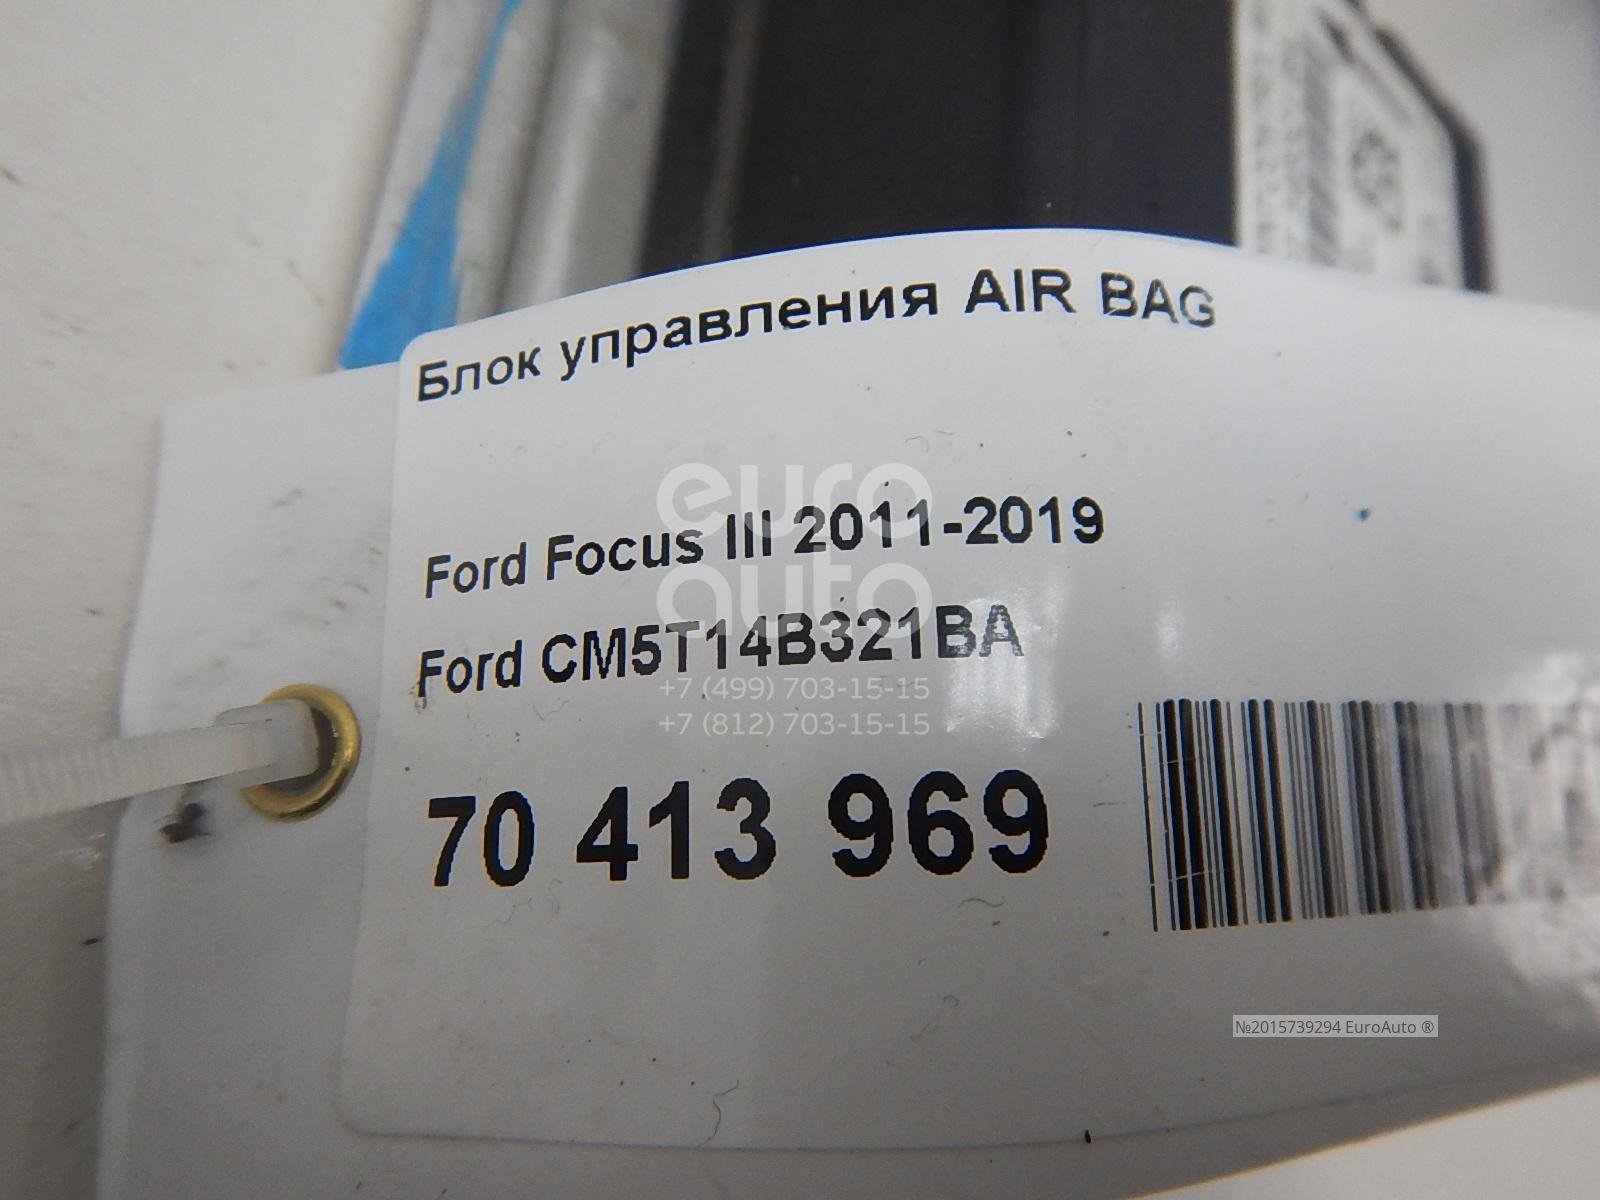 Блок управления AIR BAG
euro
auto
Ford Focus III 2011-2019
Ford CM5T14B321BA
+7 (499) 703-15-15
+7 (812) 703-15-15
70 413 969
№2015739294 EuroAuto ®